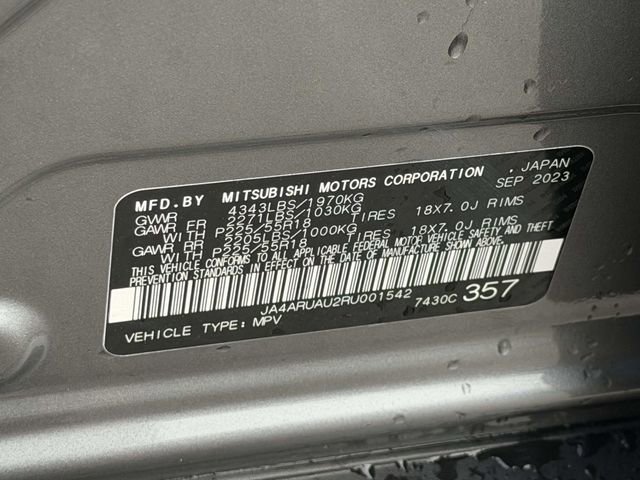 MFD.BY MITSUBISHI MOTORS CORPORATION , JAPAN
SEP 2023
GVWR 4343LBS/1970KG
GAWR FR 2271LBS/1030KG
WITH P225/55R18 TIRES 18X7.0J RIMS
GAWR RR 2205LBS/1000KG
WITH P225/55R18 TIRES 18X7.0J RIMS
THIS VEHICLE CONFORMS TO ALL APPLICABLE FEDERAL MOTOR VEHICLE SAFETY
STANDARDS IN EFFECT ON THE DATE OF MANUFACTURE SHOWN ABOVE.
JA4ARUAU2RU001542 7430C 357
VEHICLE TYPE: MPV